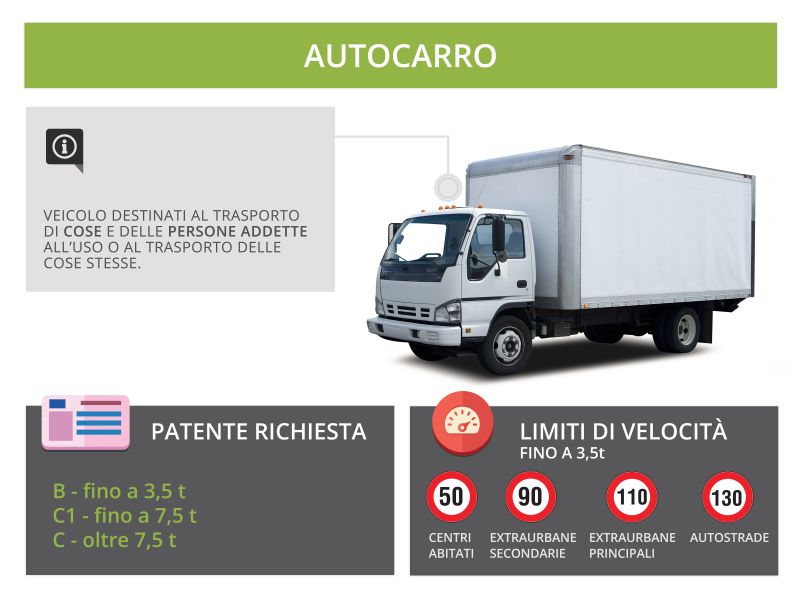 AUTOCARRO
VEICOLO DESTINATI AL TRASPORTO
DI COSE E DELLE PERSONE ADDETTE
ALL'USO O AL TRASPORTO DELLE
COSE STESSE.
PATENTE RICHIESTA
B - fino a 3,5 t
C1 - fino a 7,5 t
C - oltre 7,5 t
LIMITI DI VELOCITÀ
FINO A 3,5t
50 90 110 130
CENTRI ABITATI
EXTRAURBANE SECONDARIE
EXTRAURBANE PRINCIPALI
AUTOSTRADE